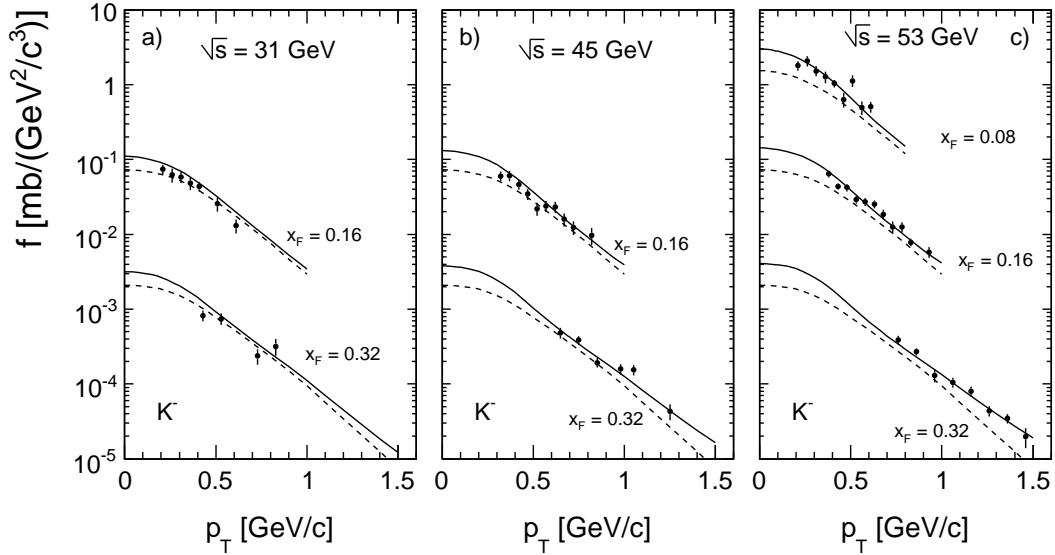 f [mb/(GeV²/c³)]
10
1
10⁻¹
10⁻²
10⁻³
10⁻⁴
10⁻⁵
a)
√s = 31 GeV
x_F = 0.16
x_F = 0.32
K⁻
0 0.5 1 1.5
p_T [GeV/c]
b)
√s = 45 GeV
x_F = 0.16
x_F = 0.32
K⁻
0 0.5 1 1.5
p_T [GeV/c]
√s = 53 GeV
c)
x_F = 0.08
x_F = 0.16
x_F = 0.32
K⁻
0 0.5 1 1.5
p_T [GeV/c]